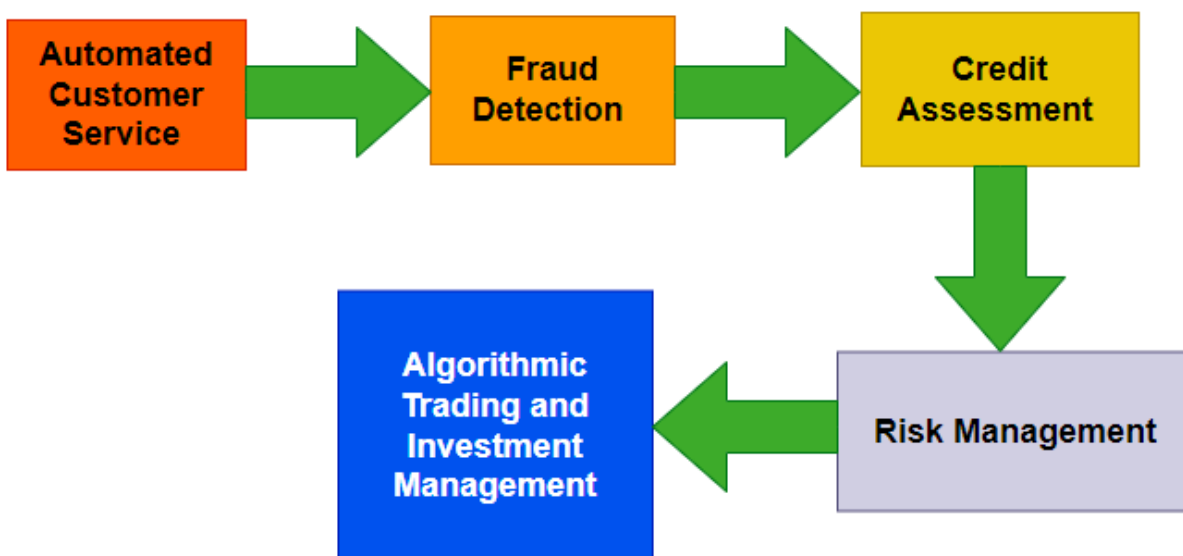 Automated
Customer
Service
Fraud
Detection
Credit
Assessment
Risk Management
Algorithmic
Trading and
Investment
Management